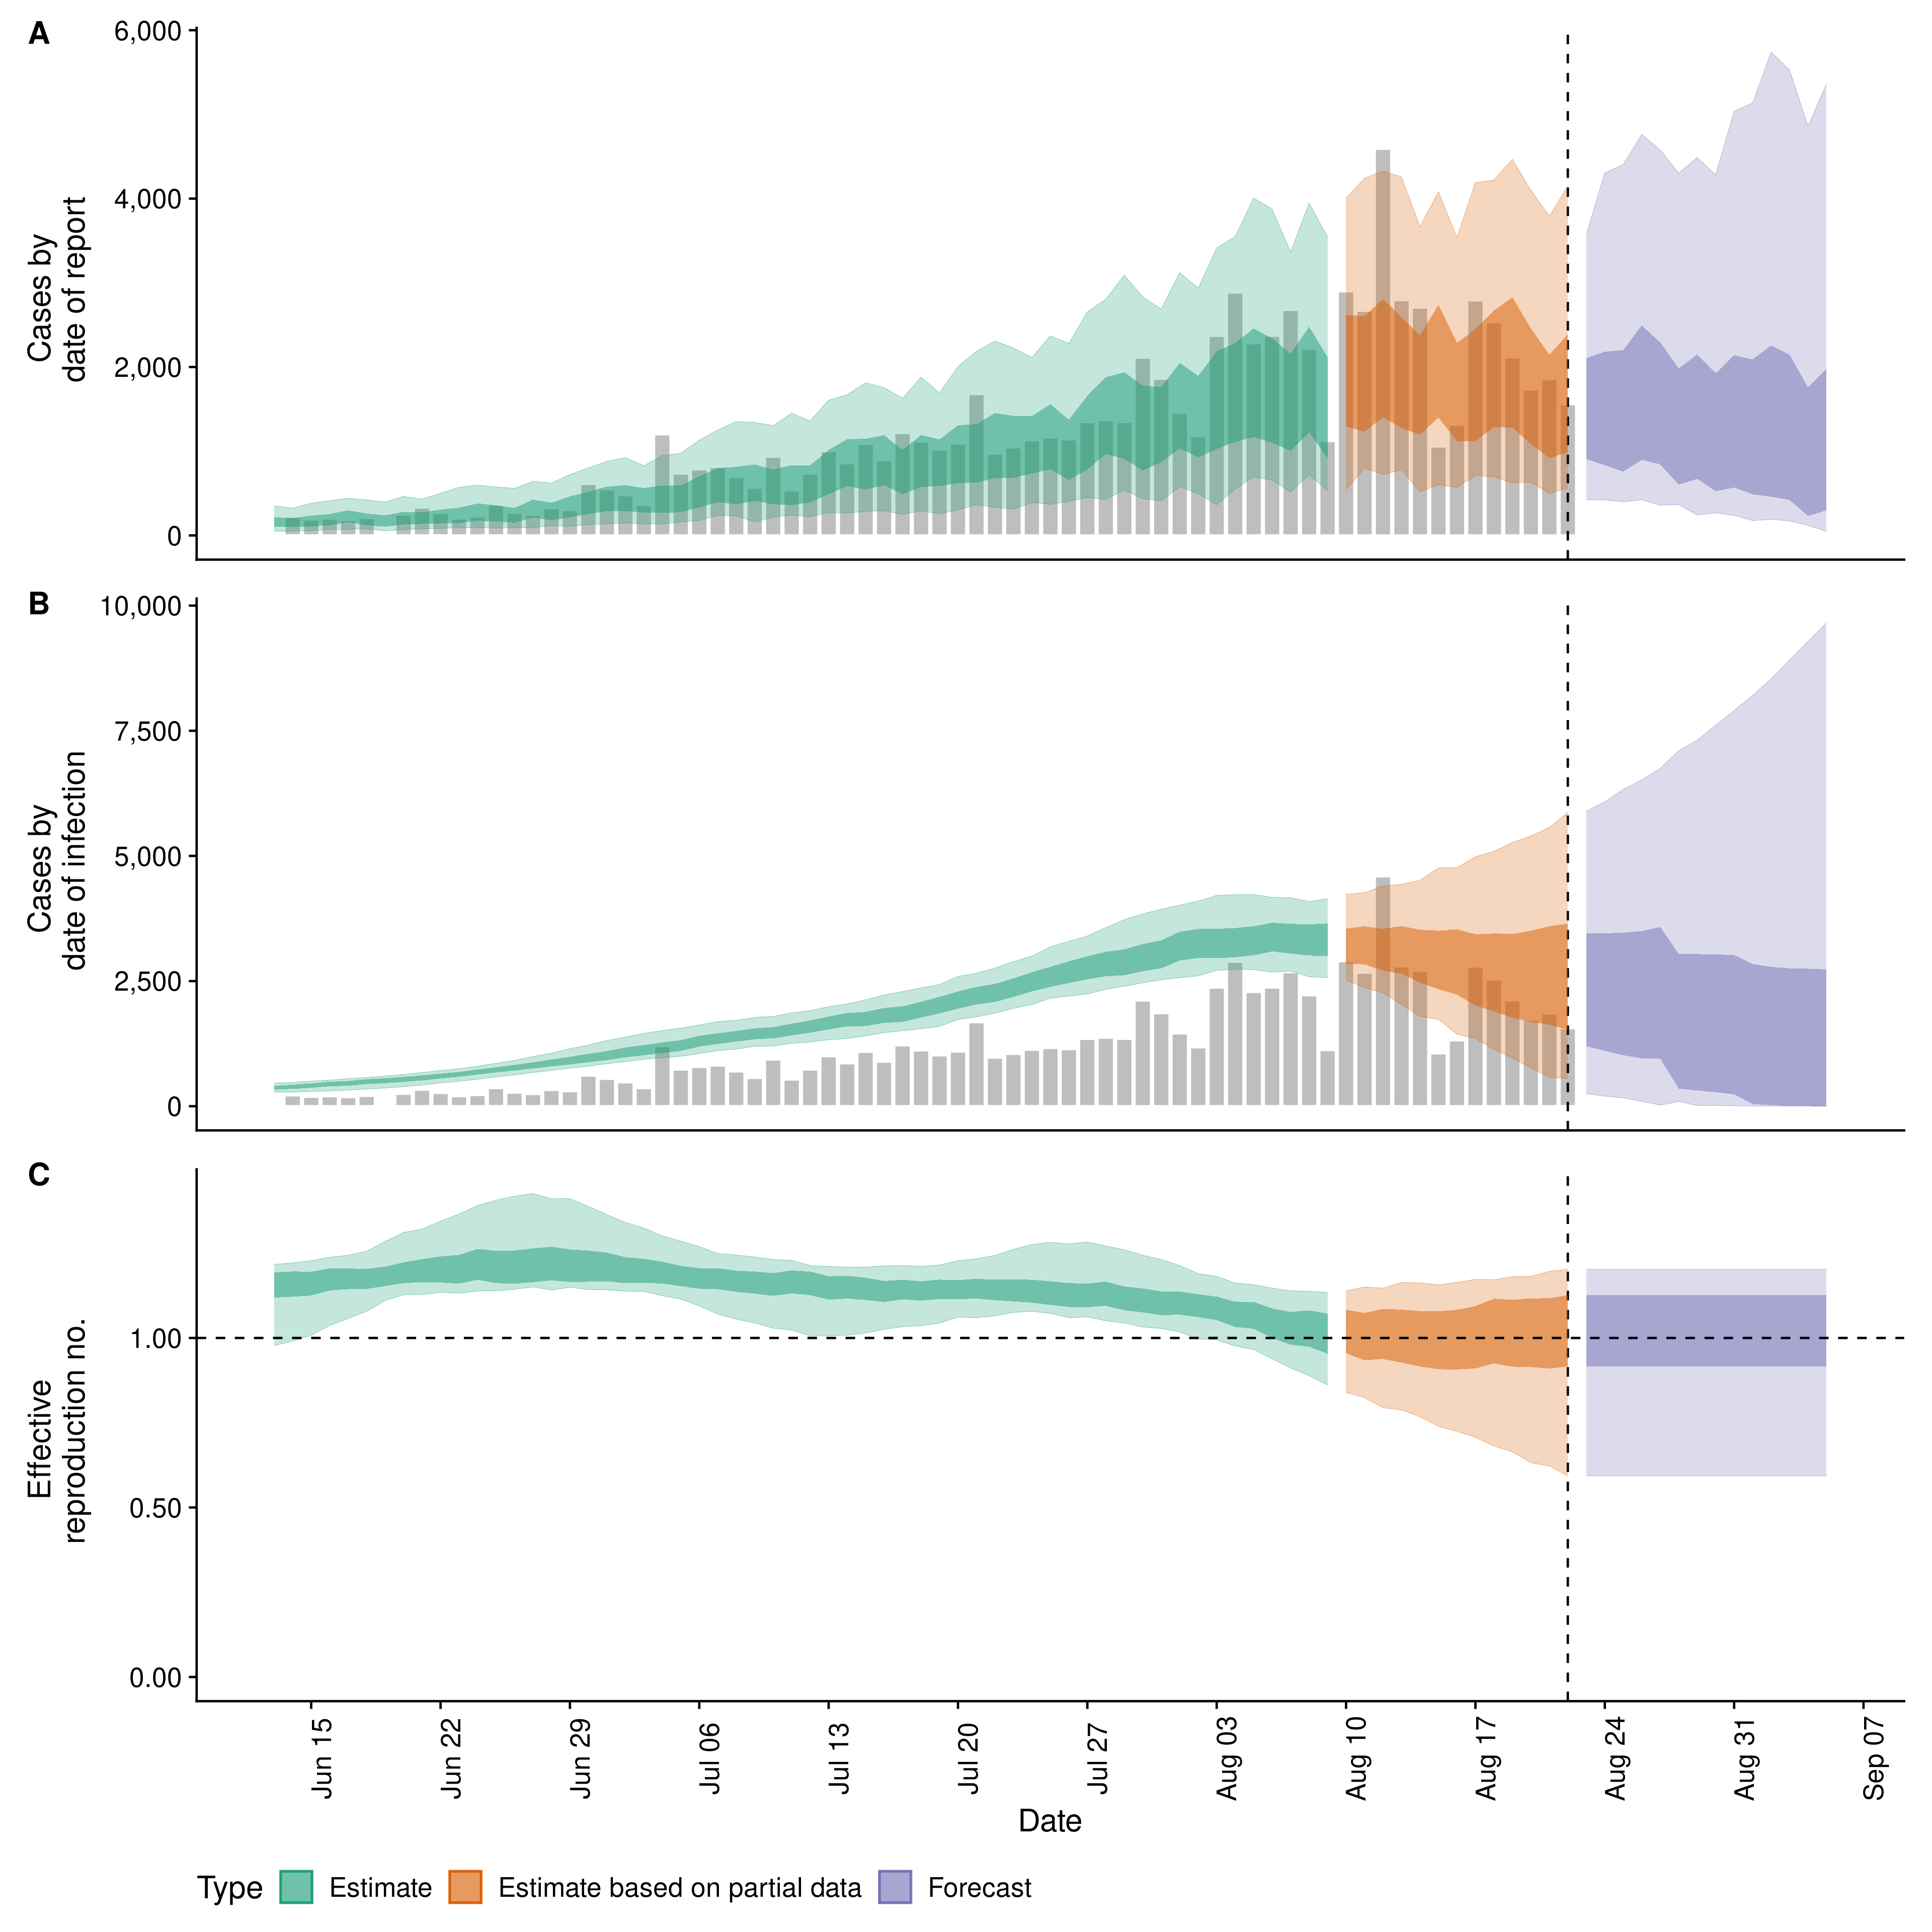 A
6,000
4,000
2,000
0
Cases by
date of report
B
10,000
7,500
5,000
2,500
0
Cases by
date of infection
C
1.00
0.50
0.00
Effective
reproduction no.
Jun 15
Jun 22
Jun 29
Jul 06
Jul 13
Jul 20
Jul 27
Aug 03
Aug 10
Aug 17
Aug 24
Aug 31
Sep 07
Date
Type Estimate Estimate based on partial data Forecast